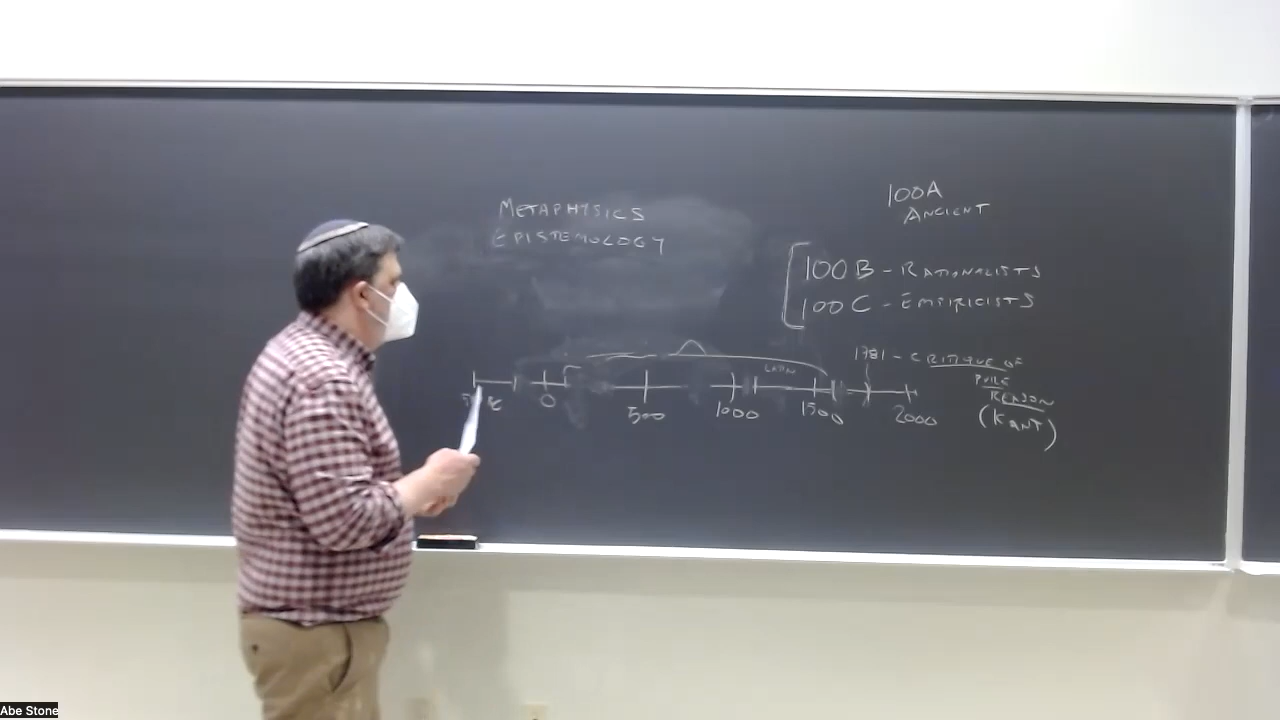 METAPHYSICS
EPISTEMOLOGY
100A
ANCIENT
100B - RATIONALISTS
100C - EMPIRICISTS
1781 - CRITIQUE OF
PURE
REASON
(KANT)
LATIN
0
500
1000
1500
2000
Abe Stone